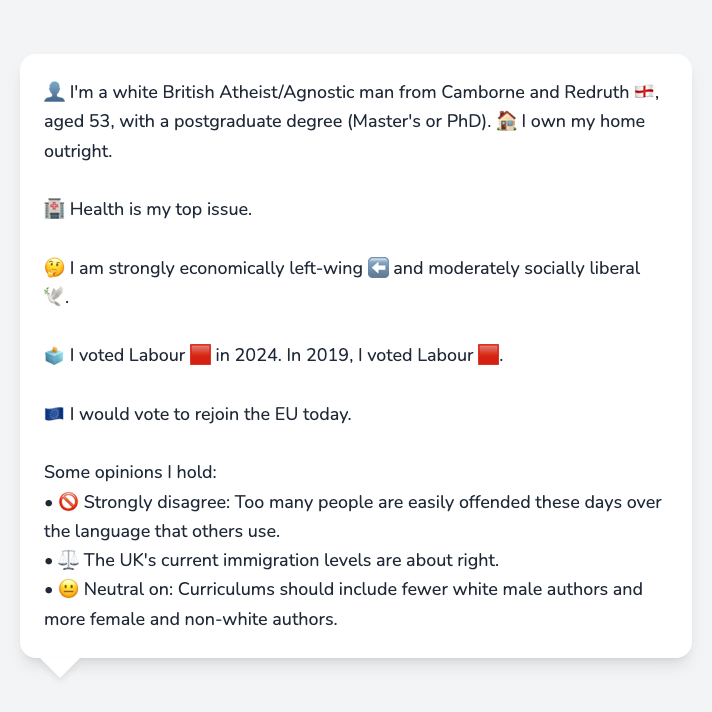 👤 I'm a white British Atheist/Agnostic man from Camborne and Redruth 🏴󠁧󠁢󠁥󠁮󠁧󠁿,
aged 53, with a postgraduate degree (Master's or PhD). 🏠 I own my home
outright.
🏥 Health is my top issue.
🤔 I am strongly economically left-wing ⬅️ and moderately socially liberal
🕊️.
🗳️ I voted Labour 🟥 in 2024. In 2019, I voted Labour 🟥.
🇪🇺 I would vote to rejoin the EU today.
Some opinions I hold:
• 🚫 Strongly disagree: Too many people are easily offended these days over
the language that others use.
• ⚖️ The UK's current immigration levels are about right.
• 😐 Neutral on: Curriculums should include fewer white male authors and
more female and non-white authors.